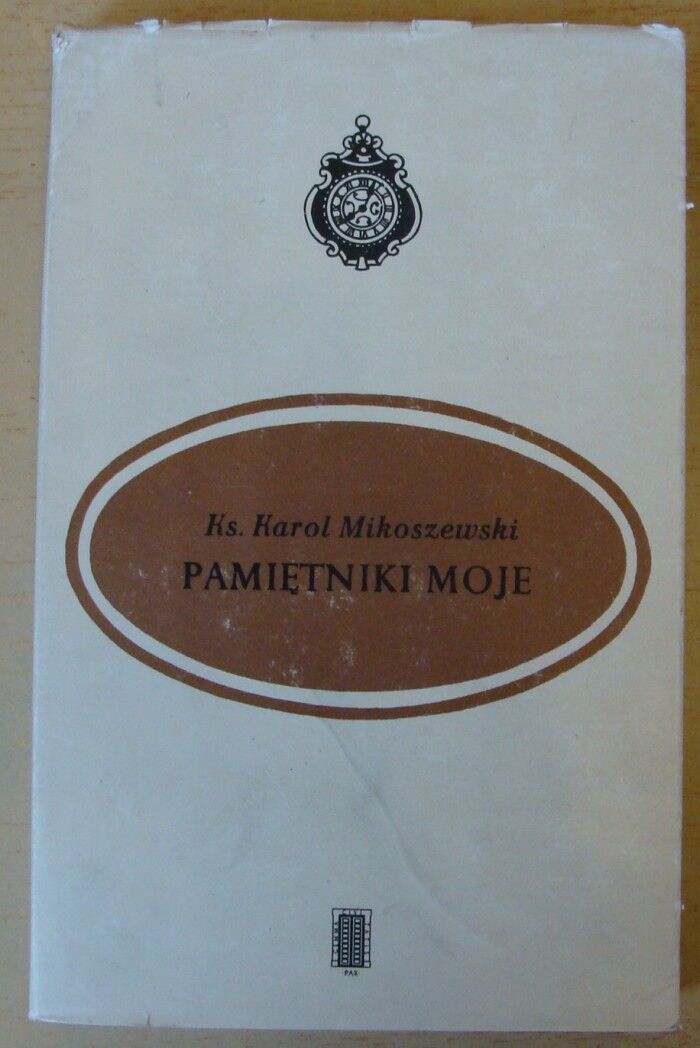 Ks. Karol Mikoszewski
PAMIĘTNIKI MOJE
PAX